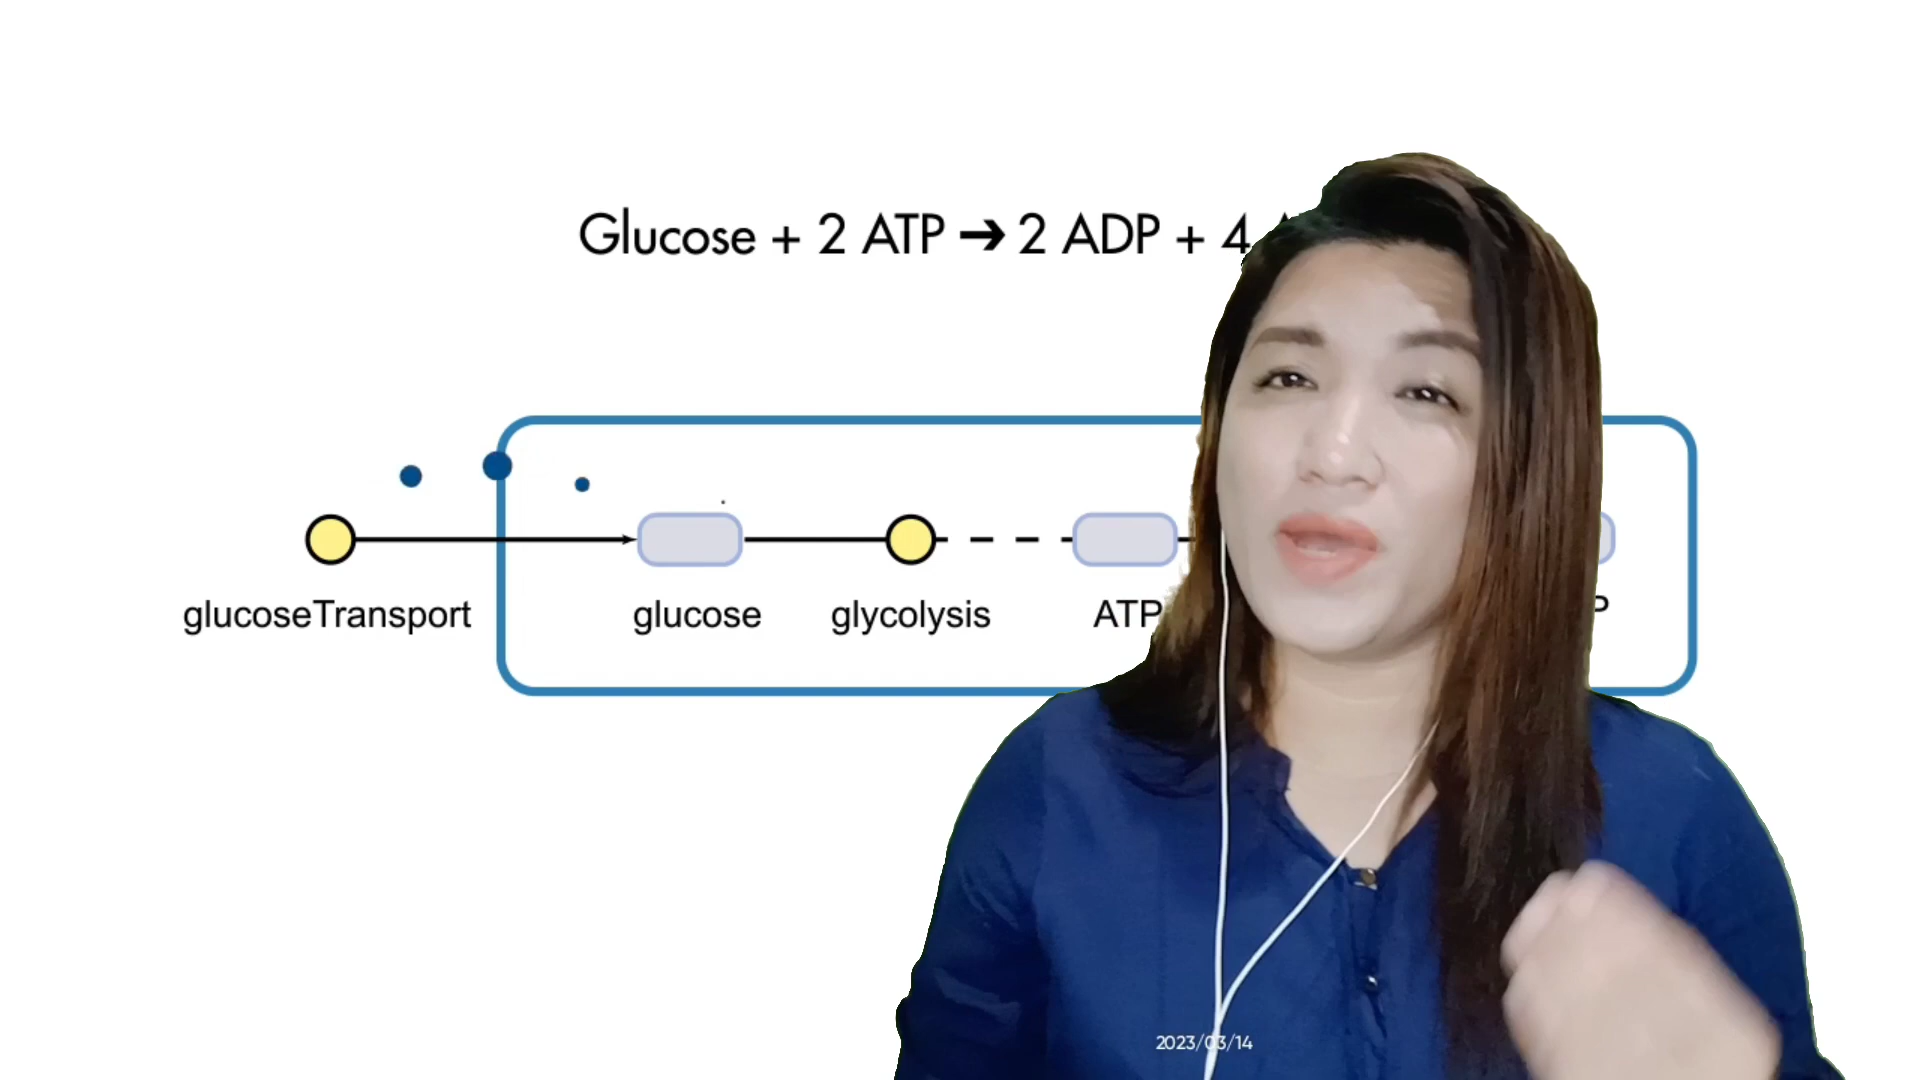 Glucose + 2 ATP ➔ 2 ADP + 4
glucoseTransport glucose glycolysis ATP
2023/03/14